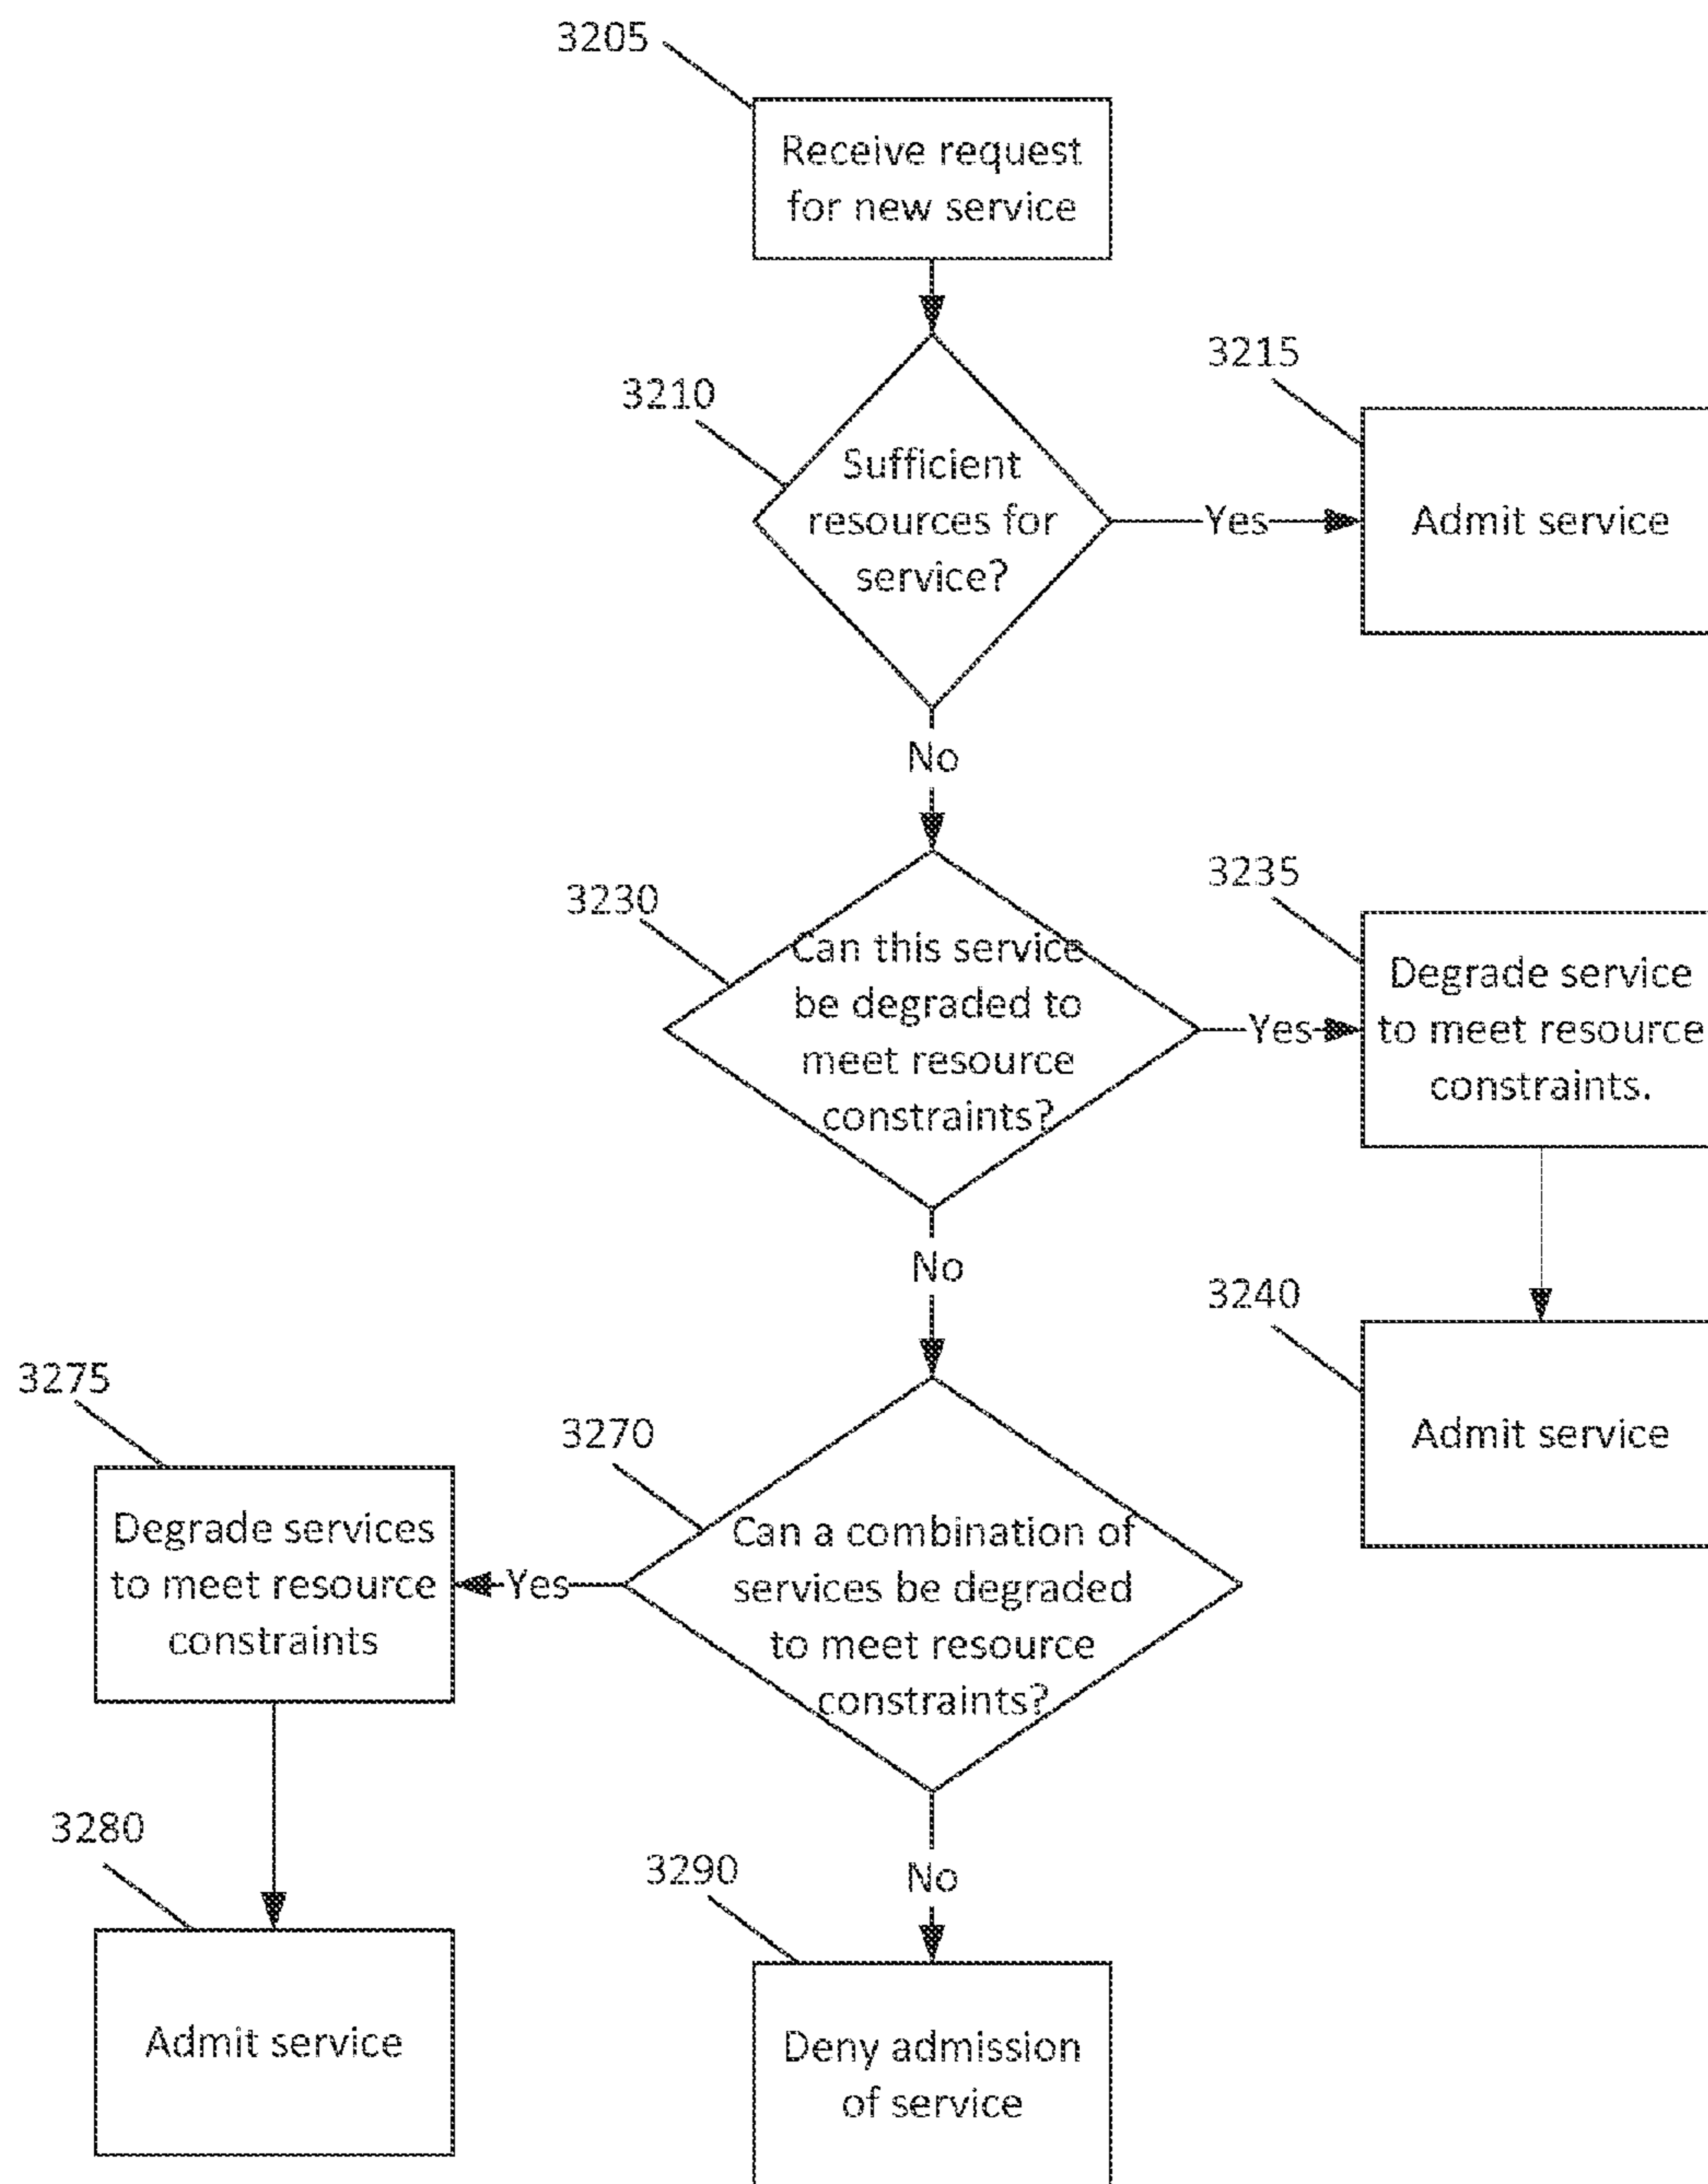 3205
Receive request
for new service
3215
3210
Sufficient
resources for
service?
Yes
Admit service
No
3235
3230
Can this service
be degraded to
meet resource
constraints?
Yes
Degrade service
to meet resource
constraints.
No
3240
Admit service
3275
3270
Degrade services
to meet resource
constraints
Yes
Can a combination of
services be degraded
to meet resource
constraints?
3280
3290
No
Admit service
Deny admission
of service